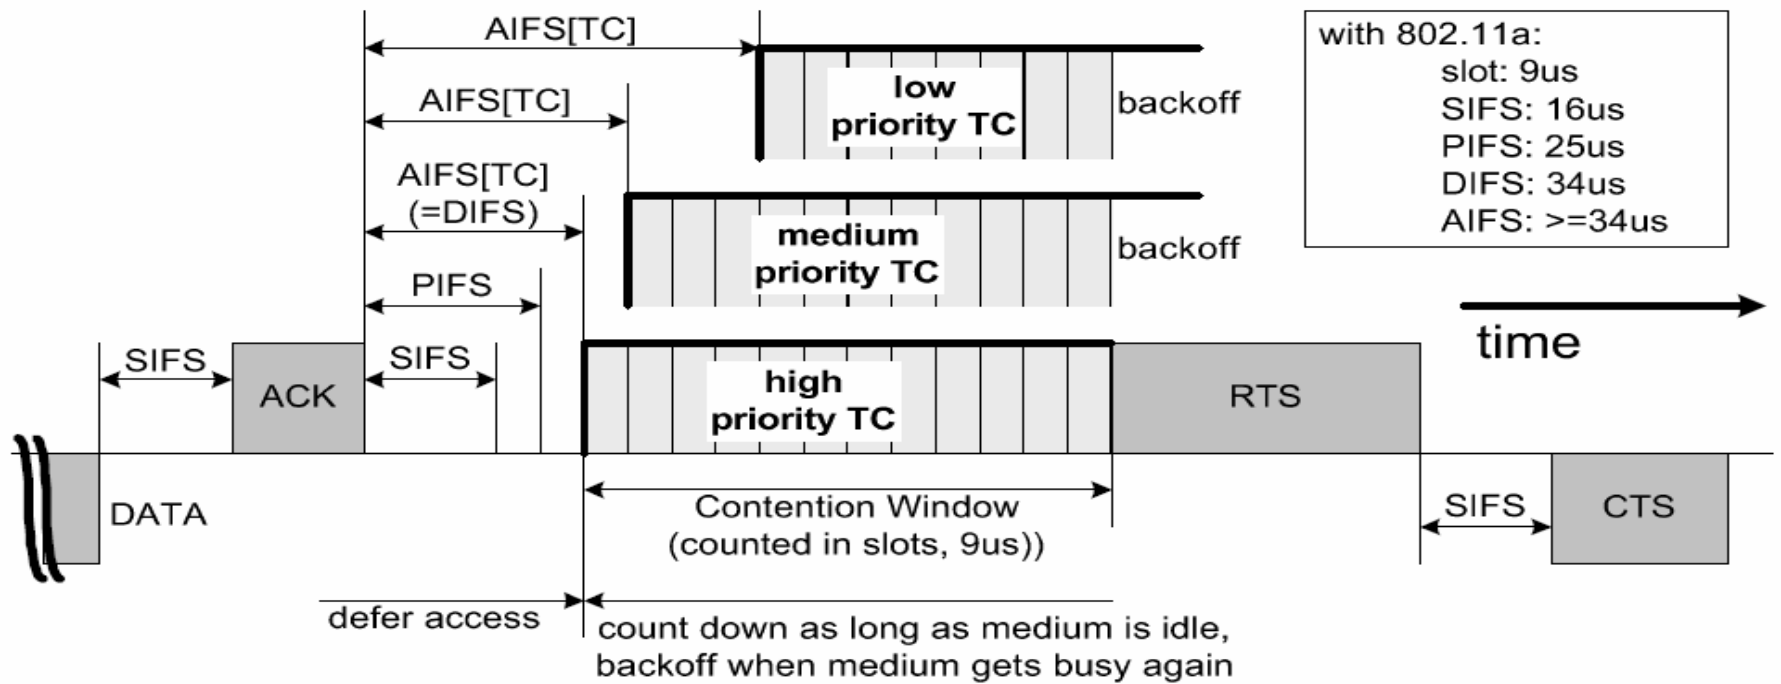 AIFS[TC]
AIFS[TC]
AIFS[TC]
(=DIFS)
PIFS
SIFS
SIFS
ACK
DATA
low
priority TC
backoff
medium
priority TC
backoff
high
priority TC
with 802.11a:
slot: 9us
SIFS: 16us
PIFS: 25us
DIFS: 34us
AIFS: >=34us
time
RTS
SIFS
CTS
Contention Window
(counted in slots, 9us))
defer access
count down as long as medium is idle,
backoff when medium gets busy again